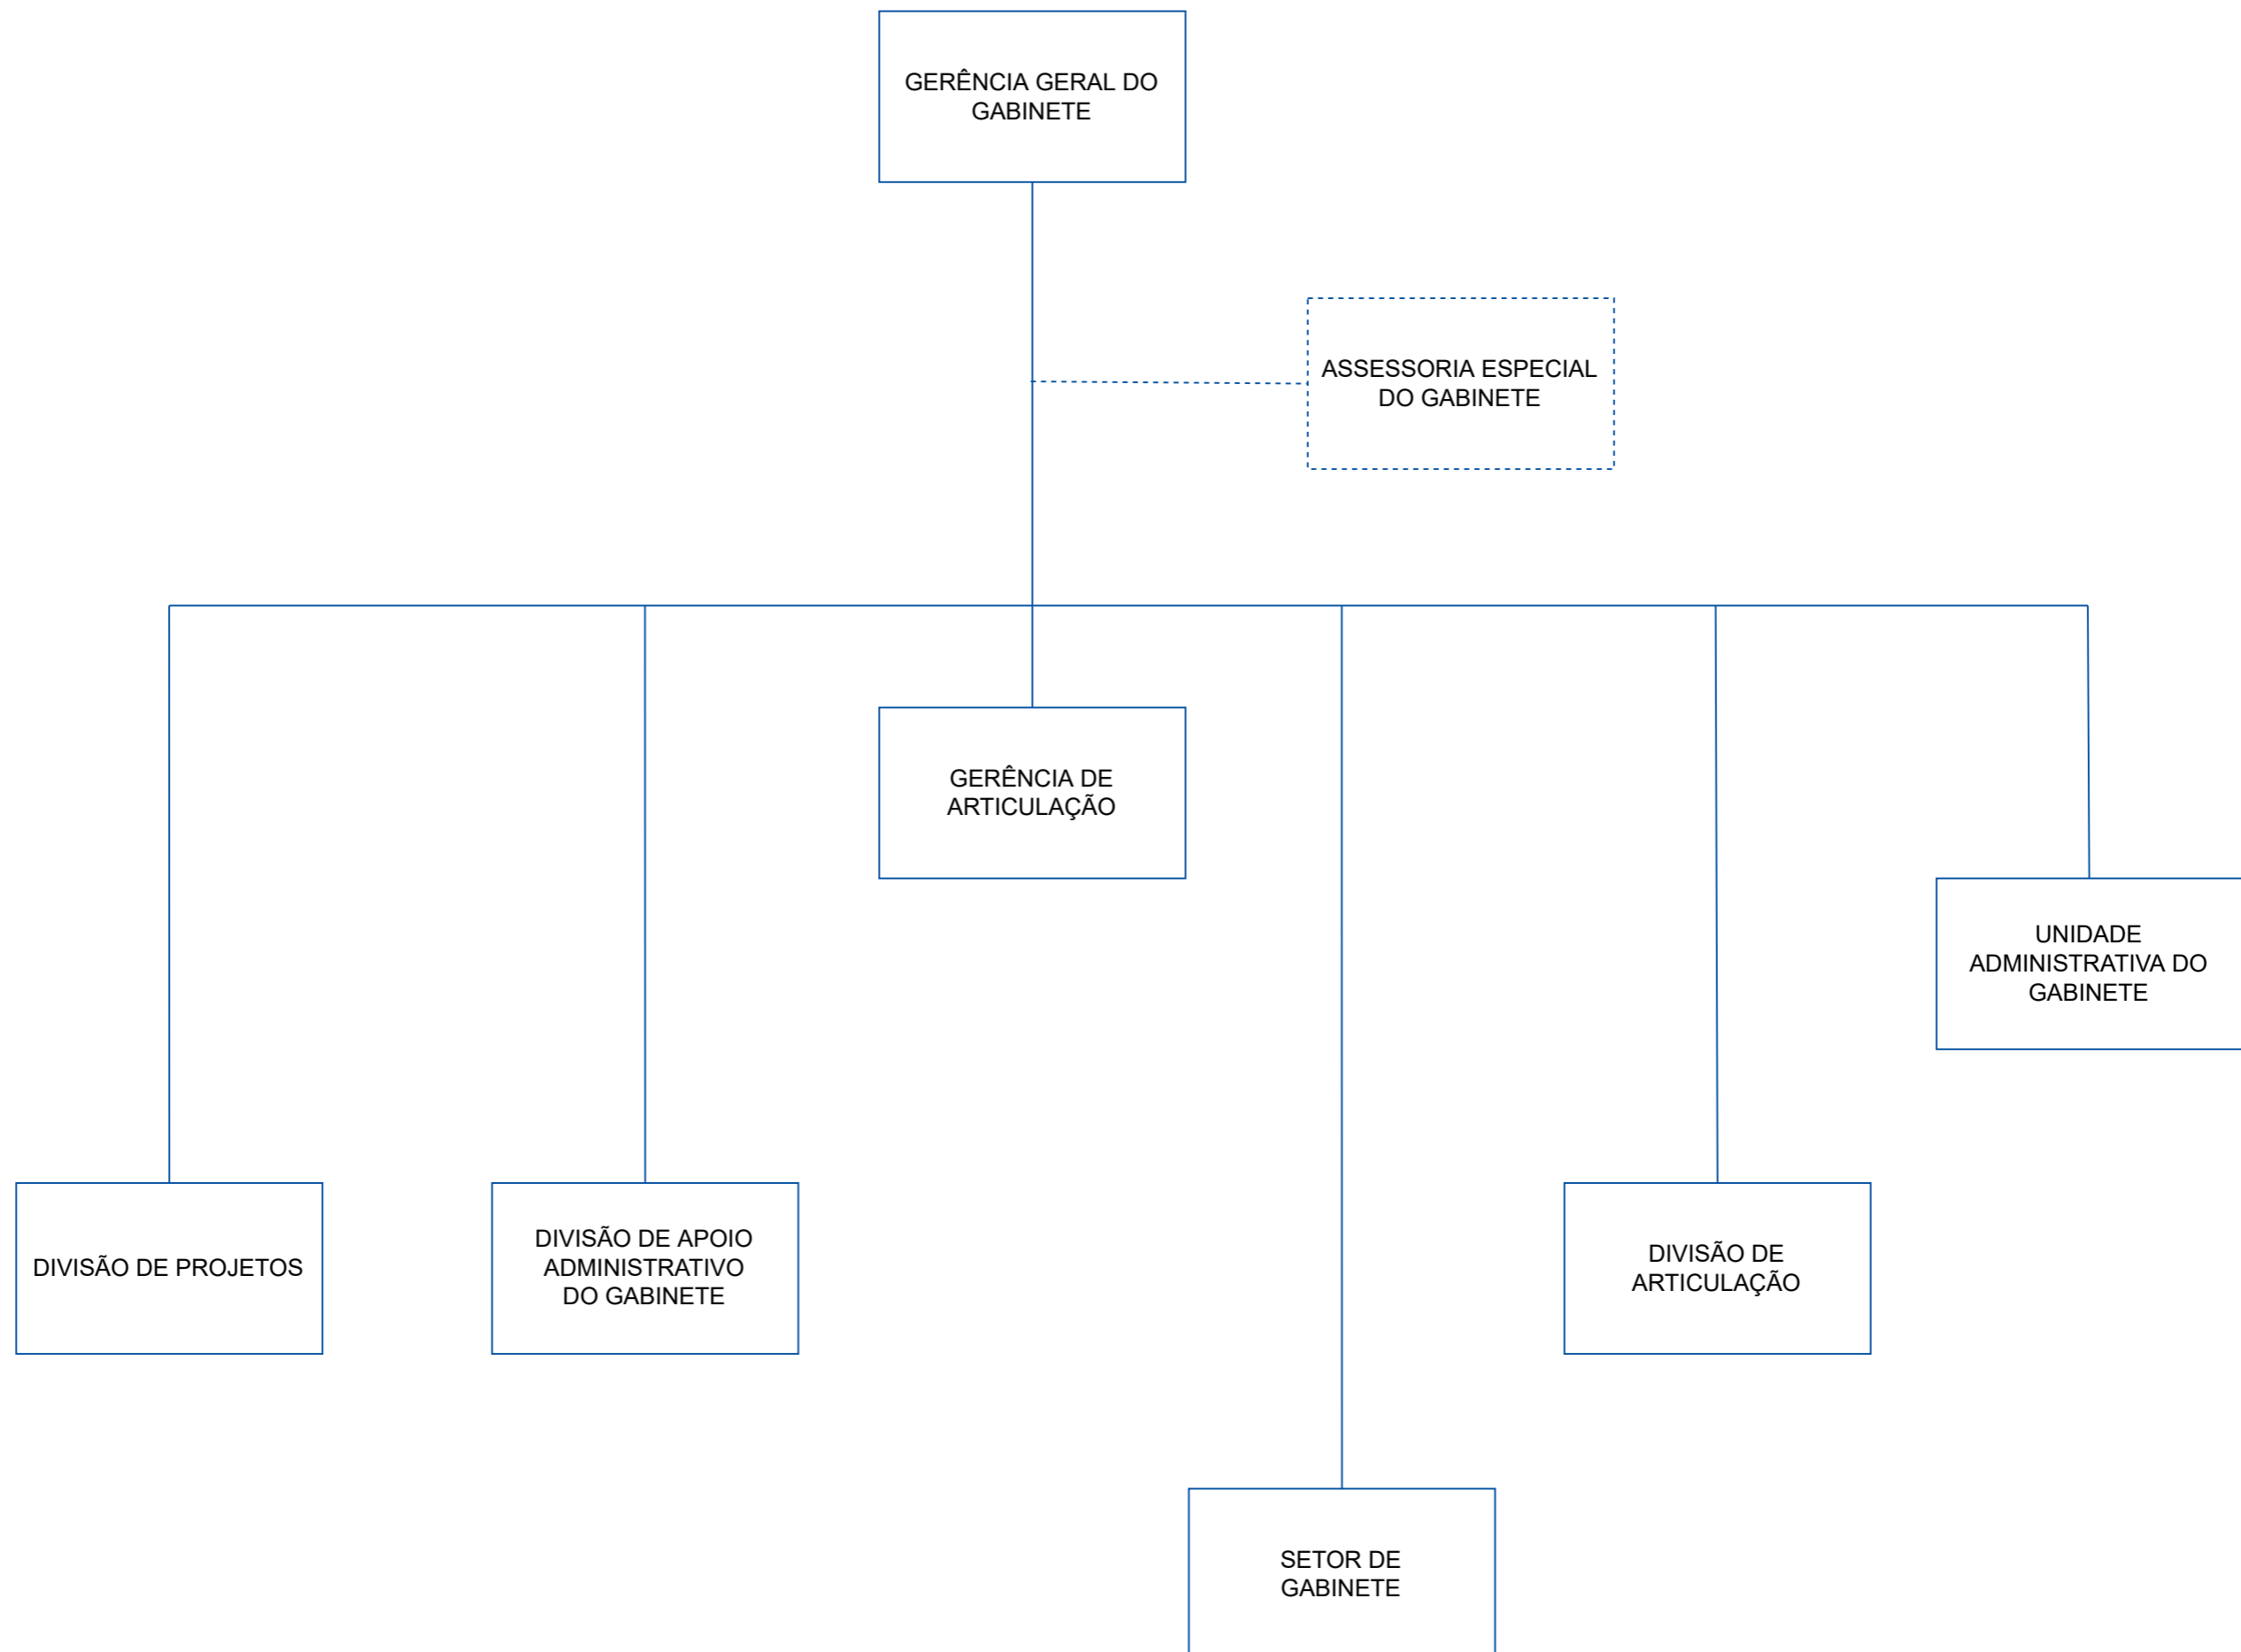 GERÊNCIA GERAL DO
GABINETE
ASSESSORIA ESPECIAL
DO GABINETE
GERÊNCIA DE
ARTICULAÇÃO
UNIDADE
ADMINISTRATIVA DO
GABINETE
DIVISÃO DE PROJETOS
DIVISÃO DE APOIO
ADMINISTRATIVO
DO GABINETE
DIVISÃO DE
ARTICULAÇÃO
SETOR DE
GABINETE